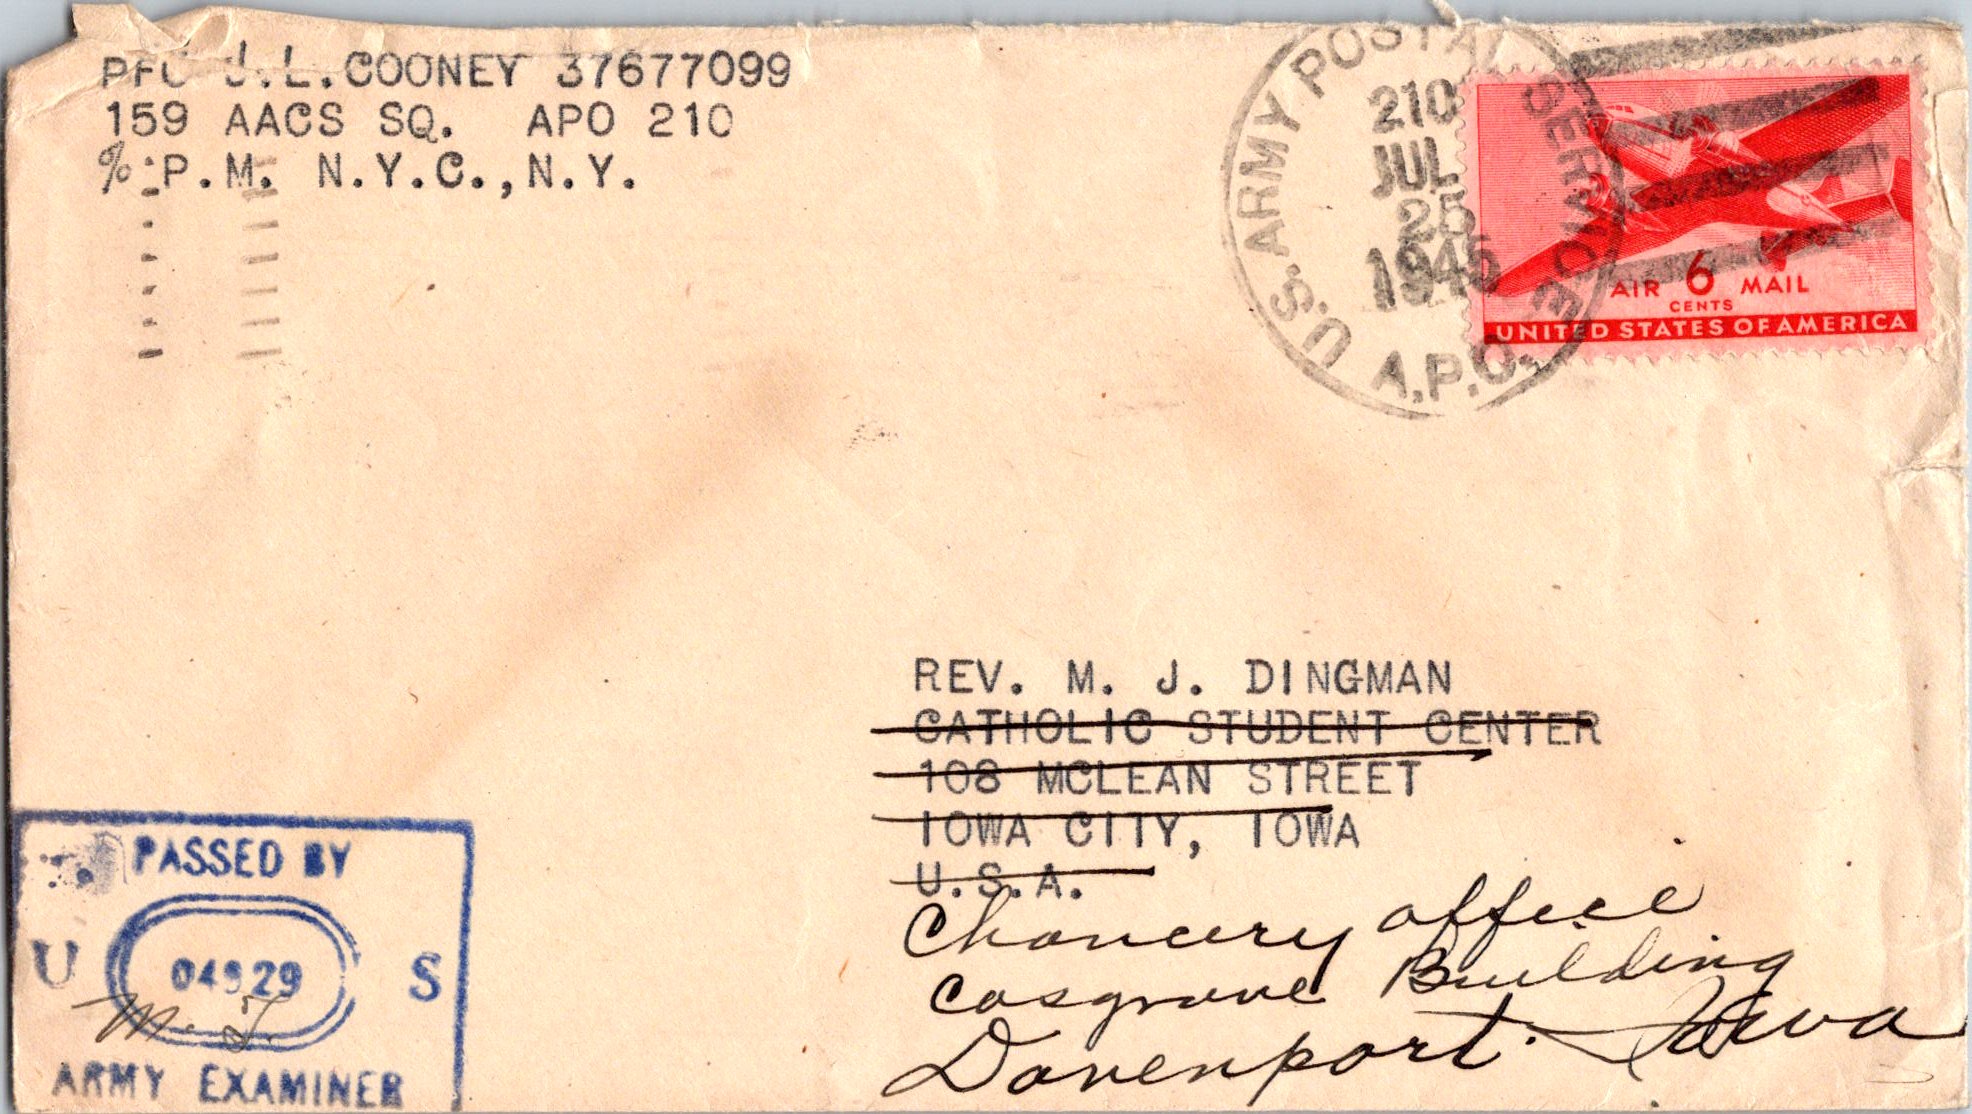 PFC J.L.COONEY 37677099
159 AACS SQ. APO 210
% P.M. N.Y.C.,N.Y.
U.S. ARMY POSTAL SERVICE
210
JUL
25
1945
A.P.O.
AIR 6 MAIL
CENTS
UNITED STATES OF AMERICA
REV. M. J. DINGMAN
CATHOLIC STUDENT CENTER
108 MCLEAN STREET
IOWA CITY, IOWA
U.S.A.
Chancery office
Cosgrove Building
Davenport. Iowa
PASSED BY
U 04929 S
ARMY EXAMINER